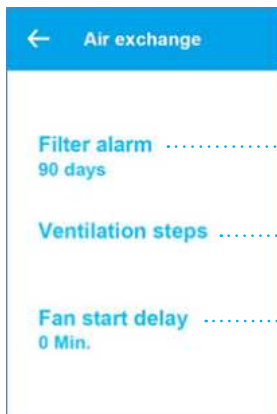 Air exchange
Filter alarm
90 days
Ventilation steps
Fan start delay
0 Min.